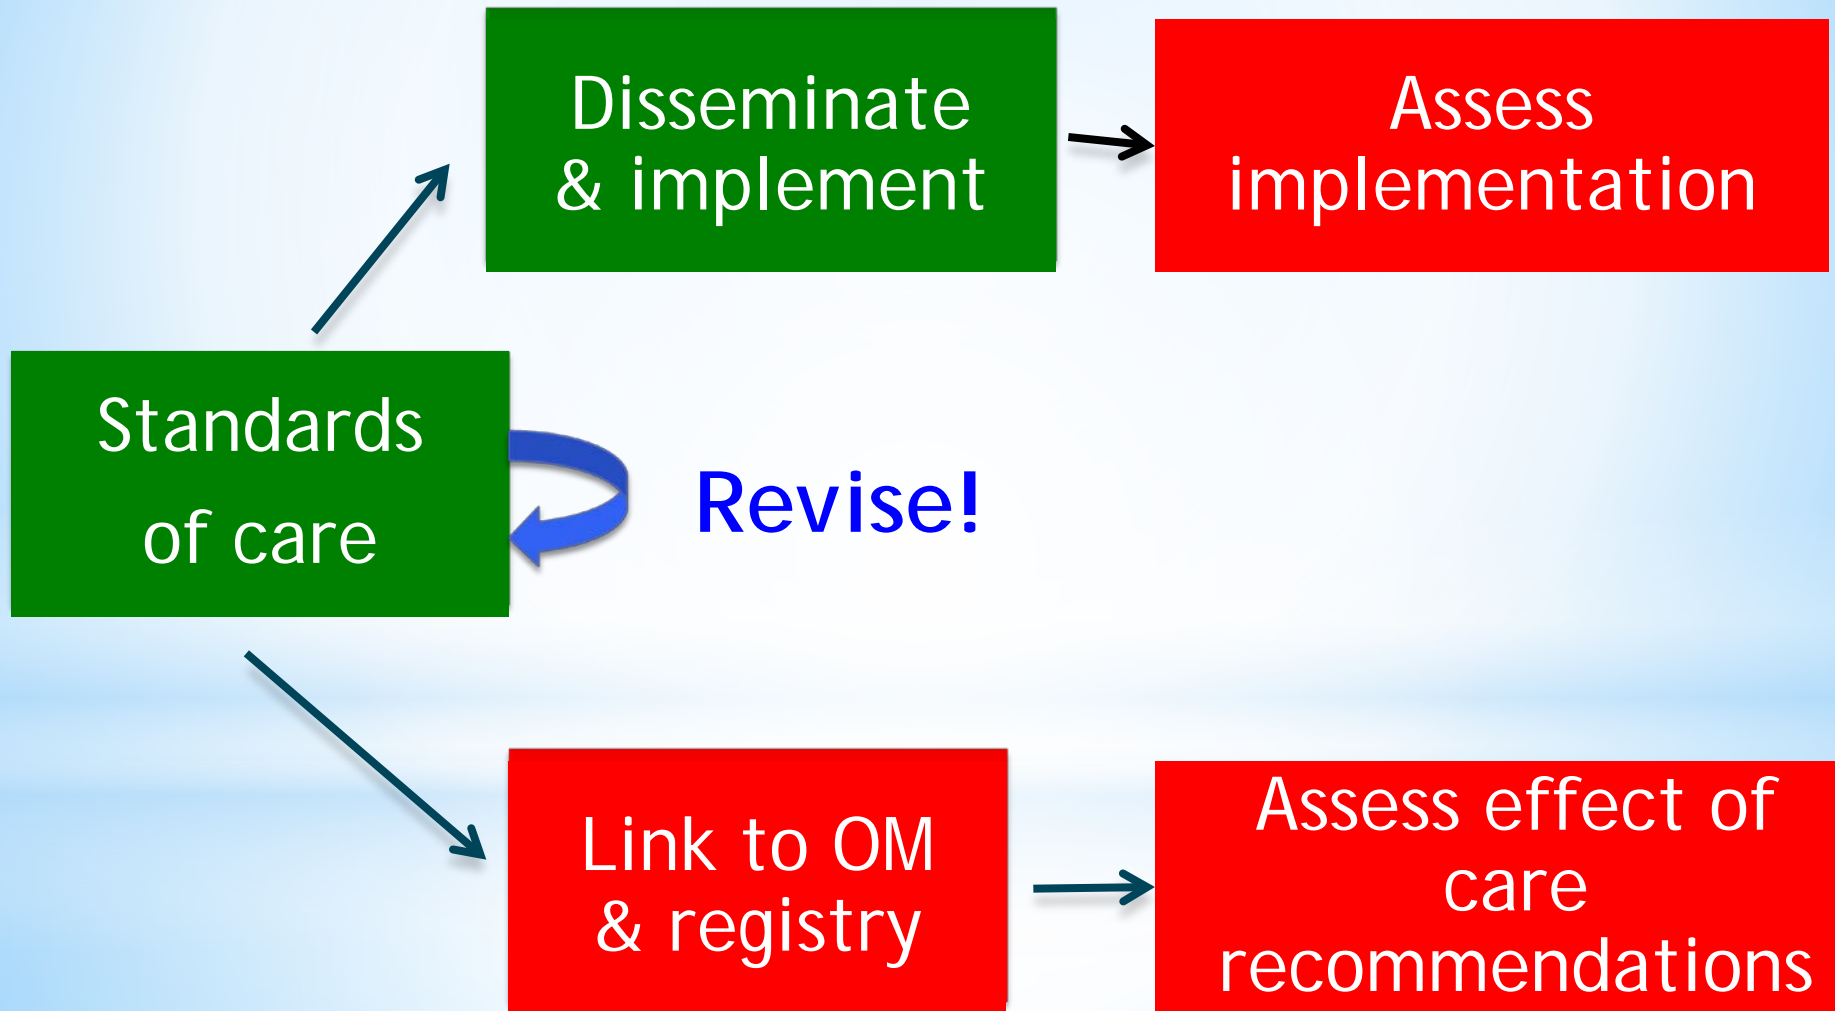 Disseminate
& implement
Assess
implementation
Standards
of care
Revise!
Link to OM
& registry
Assess effect of
care
recommendations